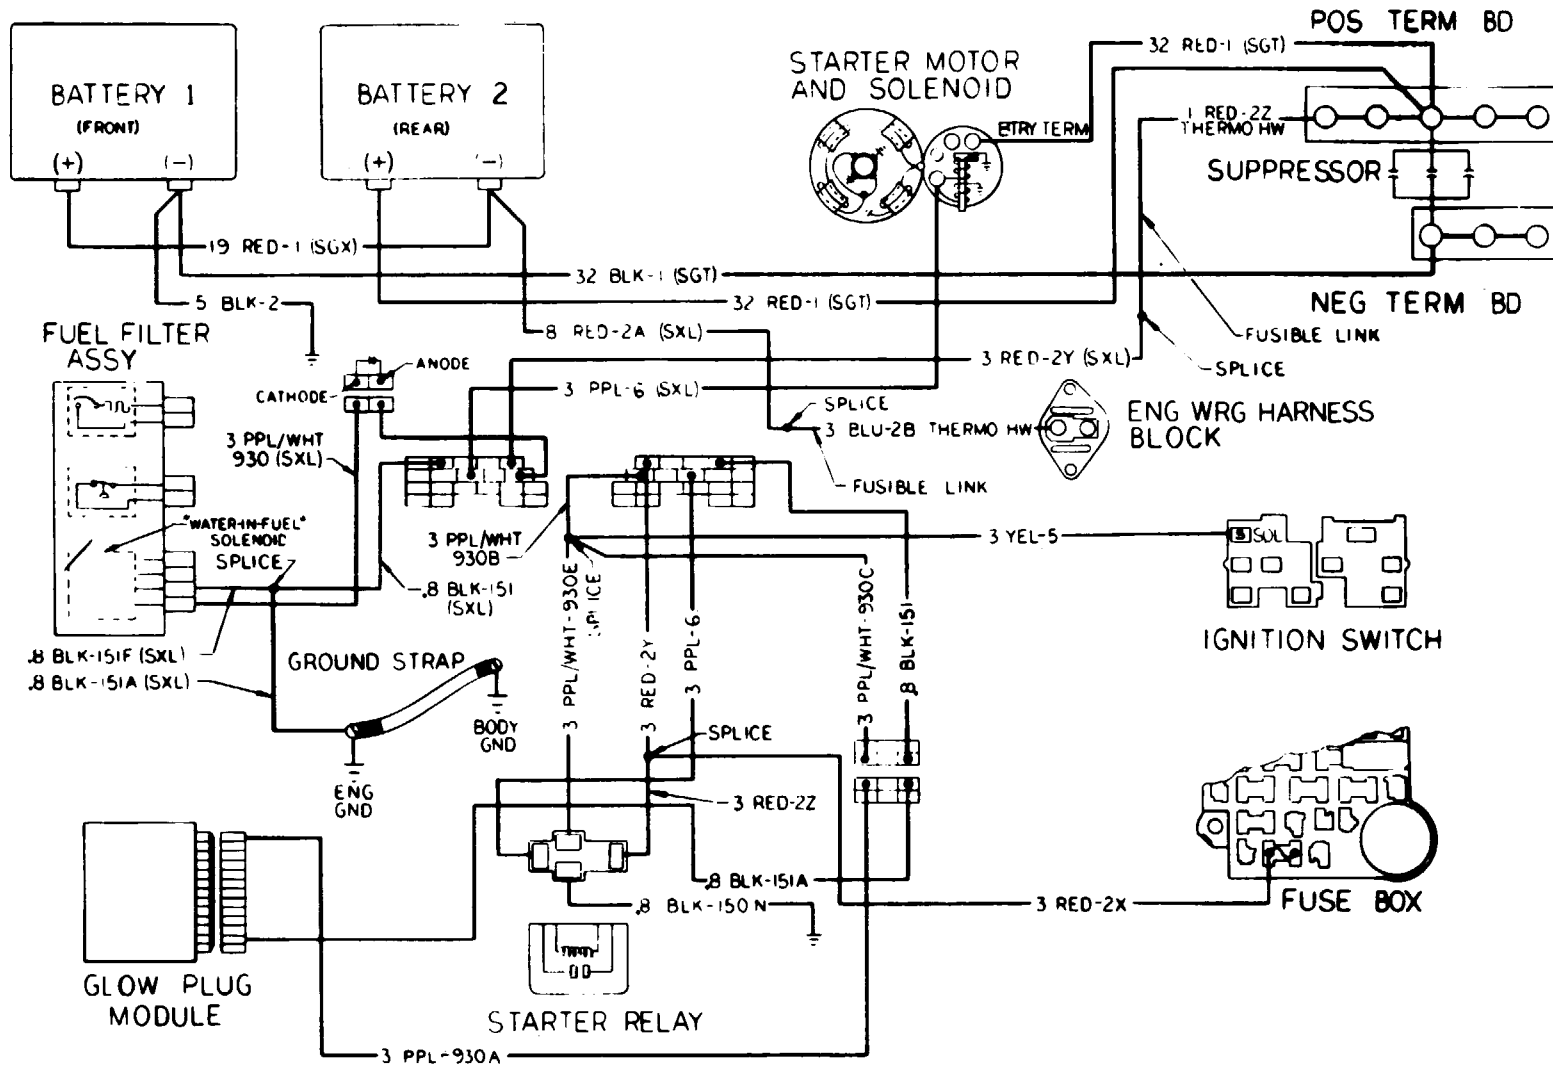 POS TERM BD
32 RED-1 (SGT)
STARTER MOTOR
AND SOLENOID
BATTERY 1
(FRONT)
(+) (-)
BATTERY 2
(REAR)
(+) (-)
BTRY TERM
1 RED-2Z
THERMO HW
SUPPRESSOR
19 RED-1 (SGX)
32 BLK-1 (SGT)
5 BLK-2
32 RED-1 (SGT)
NEG TERM BD
FUEL FILTER
ASSY
.8 RED-2A (SXL)
FUSIBLE LINK
ANODE
CATHODE
3 RED-2Y (SXL)
SPLICE
3 PPL-6 (SXL)
SPLICE
3 BLU-2B THERMO HW
ENG WRG HARNESS
BLOCK
3 PPL/WHT
930 (SXL)
FUSIBLE LINK
"WATER-IN-FUEL"
SOLENOID
SPLICE
3 PPL/WHT
930B
3 YEL-5
S SOL
.8 BLK-151
(SXL)
SPLICE
3 PPL/WHT-930E
3 RED-2Y
3 PPL-6
3 PPL/WHT-930C
.8 BLK-151
IGNITION SWITCH
.8 BLK-151F (SXL)
.8 BLK-151A (SXL)
GROUND STRAP
BODY
GND
SPLICE
ENG
GND
3 RED-2Z
.8 BLK-151A
.8 BLK-150 N
3 RED-2X
FUSE BOX
GLOW PLUG
MODULE
STARTER RELAY
3 PPL-930A